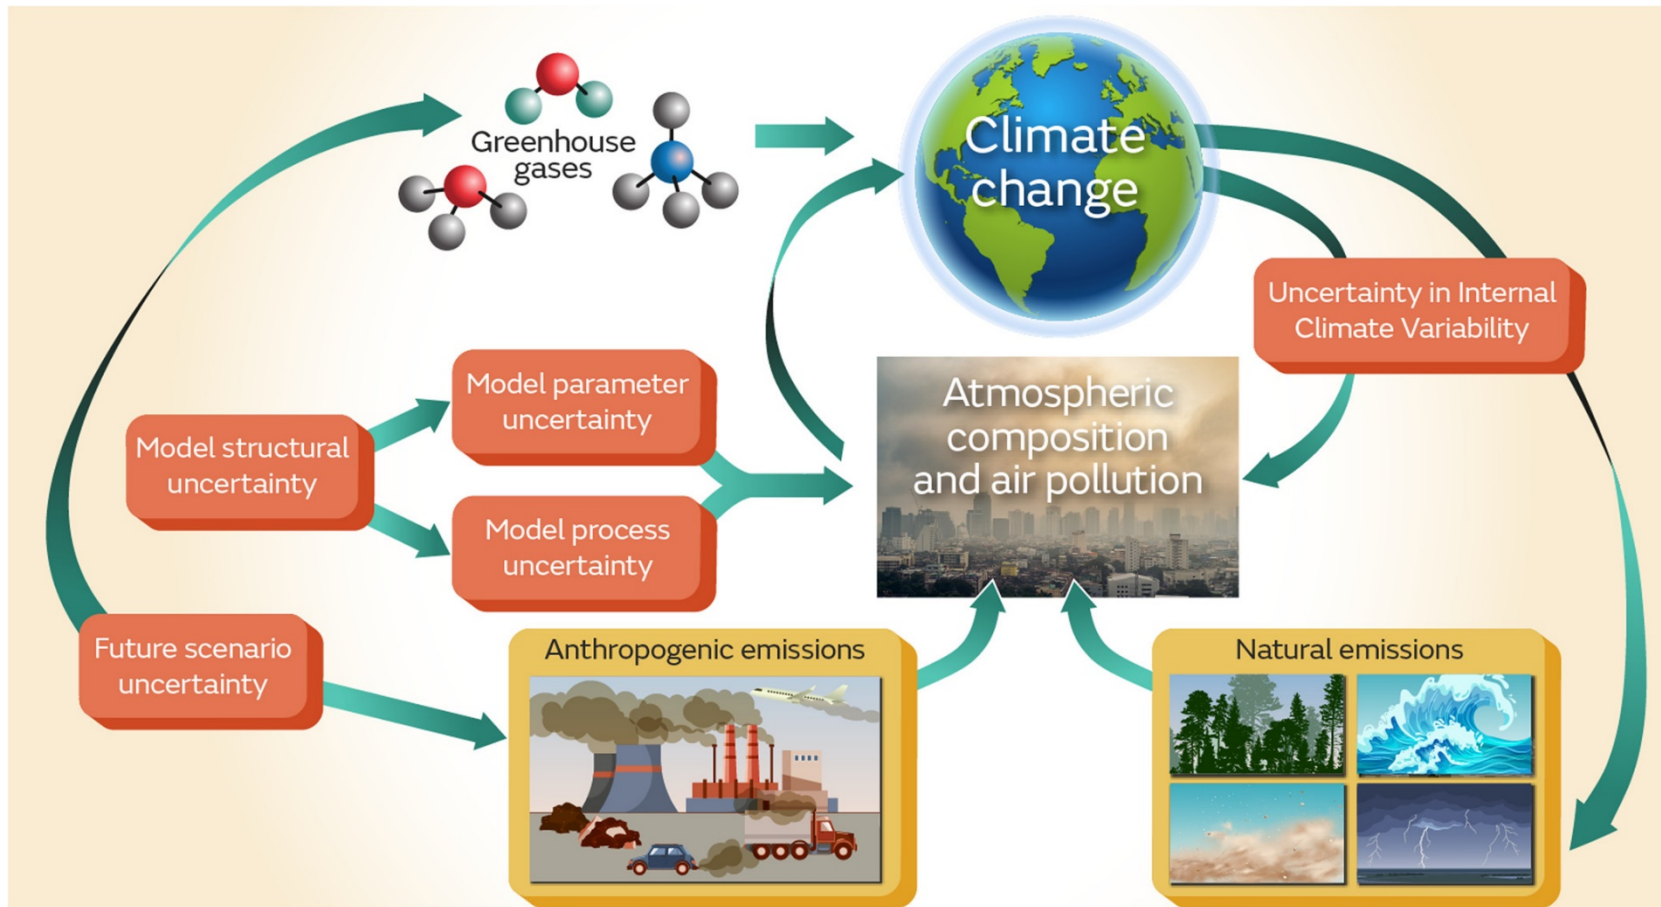 Greenhouse
gases
Climate
change
Uncertainty in Internal
Climate Variability
Model parameter
uncertainty
Model structural
uncertainty
Model process
uncertainty
Atmospheric
composition
and air pollution
Future scenario
uncertainty
Anthropogenic emissions
Natural emissions